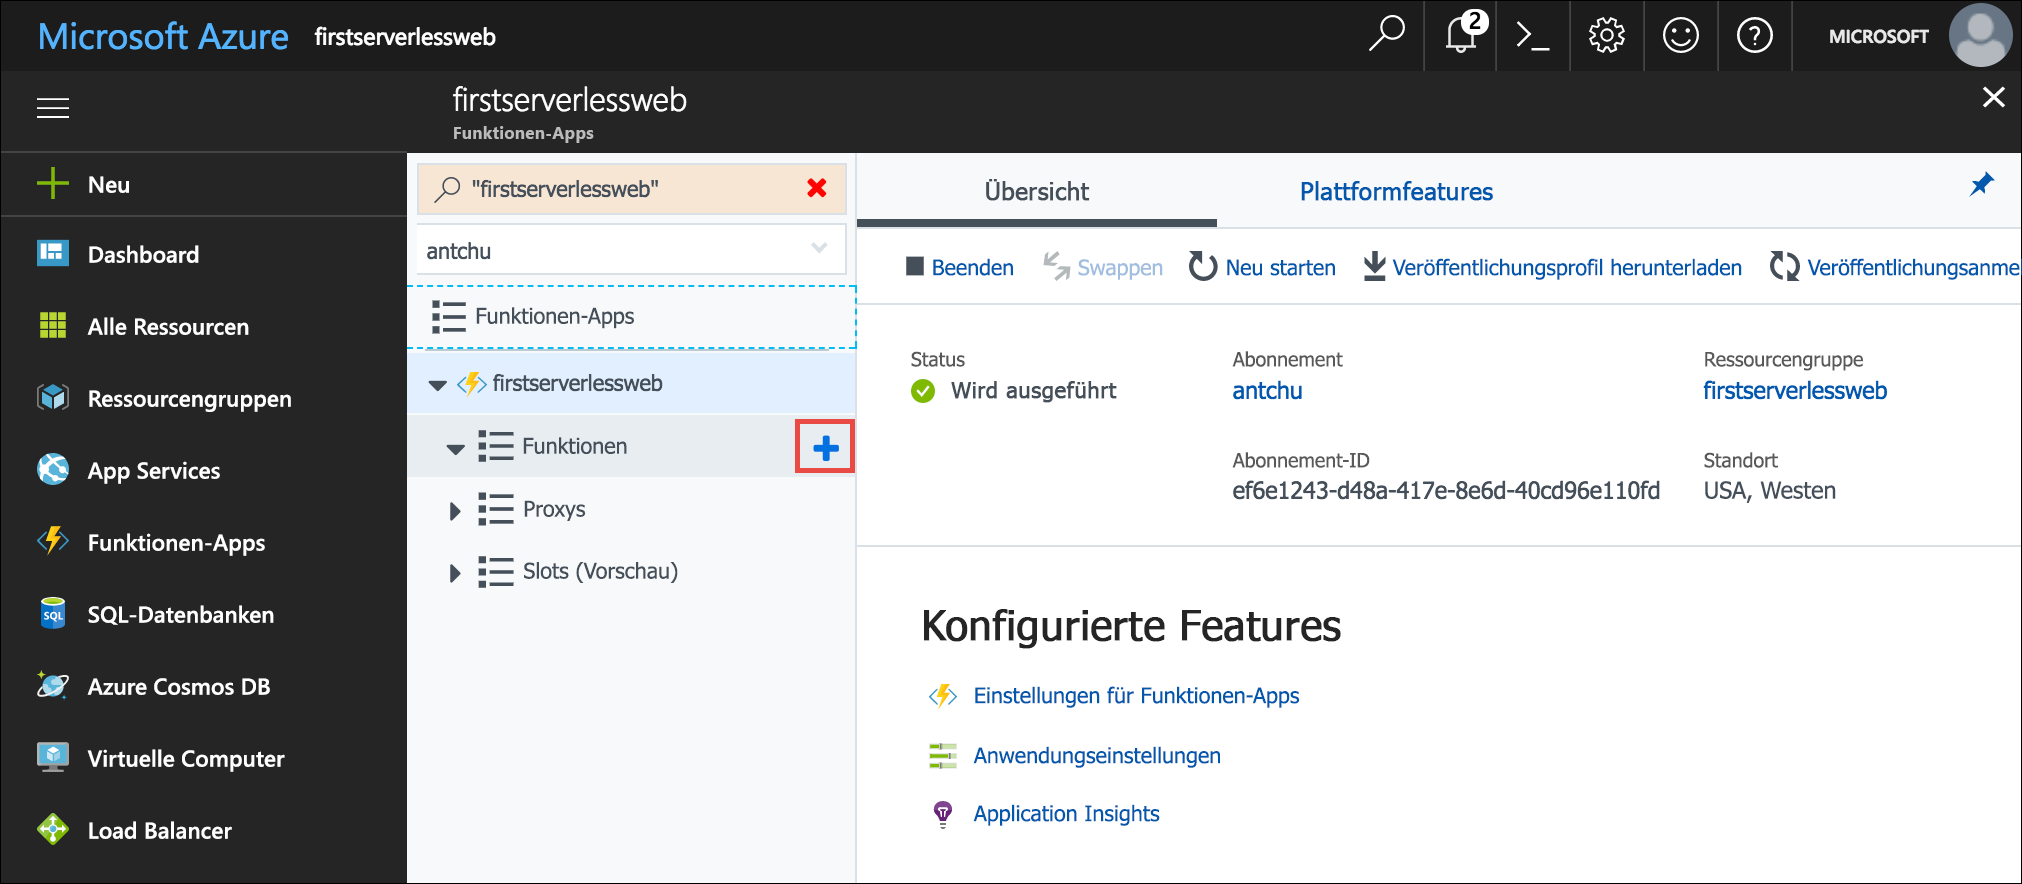 Microsoft Azure firstserverlessweb
2
MICROSOFT
firstserverlessweb
Funktionen-Apps
Neu
Dashboard
Alle Ressourcen
Ressourcengruppen
App Services
Funktionen-Apps
SQL
SQL-Datenbanken
Azure Cosmos DB
Virtuelle Computer
Load Balancer
"firstserverlessweb"
antchu
Funktionen-Apps
firstserverlessweb
Funktionen
Proxys
Slots (Vorschau)
Übersicht Plattformfeatures
Beenden Swappen Neu starten Veröffentlichungsprofil herunterladen Veröffentlichungsanme
Status
Wird ausgeführt
Abonnement
antchu
Ressourcengruppe
firstserverlessweb
Abonnement-ID
ef6e1243-d48a-417e-8e6d-40cd96e110fd
Standort
USA, Westen
Konfigurierte Features
Einstellungen für Funktionen-Apps
Anwendungseinstellungen
Application Insights